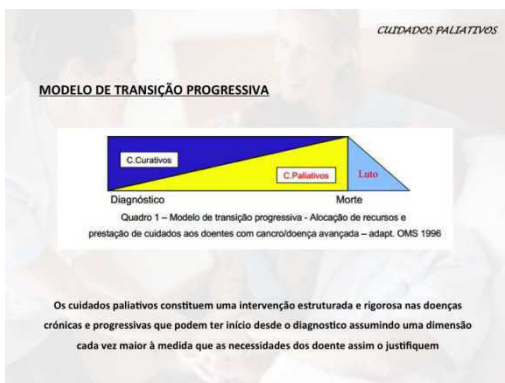 CUIDADOS PALIATIVOS
MODELO DE TRANSIÇÃO PROGRESSIVA
C.Curativos
C.Paliativos
Luto
Diagnóstico
Morte
Quadro 1 – Modelo de transição progressiva - Alocação de recursos e
prestação de cuidados aos doentes com cancro/doença avançada – adapt. OMS 1996
Os cuidados paliativos constituem uma intervenção estruturada e rigorosa nas doenças
crónicas e progressivas que podem ter início desde o diagnostico assumindo uma dimensão
cada vez maior à medida que as necessidades dos doente assim o justifiquem